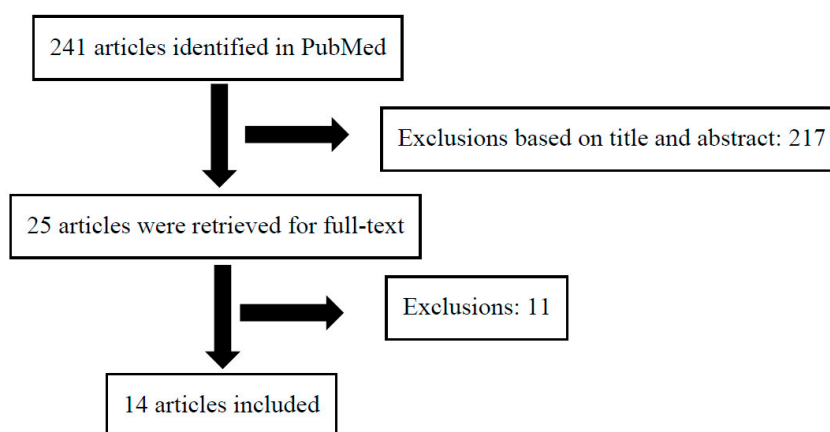 241 articles identified in PubMed
Exclusions based on title and abstract: 217
25 articles were retrieved for full-text
Exclusions: 11
14 articles included